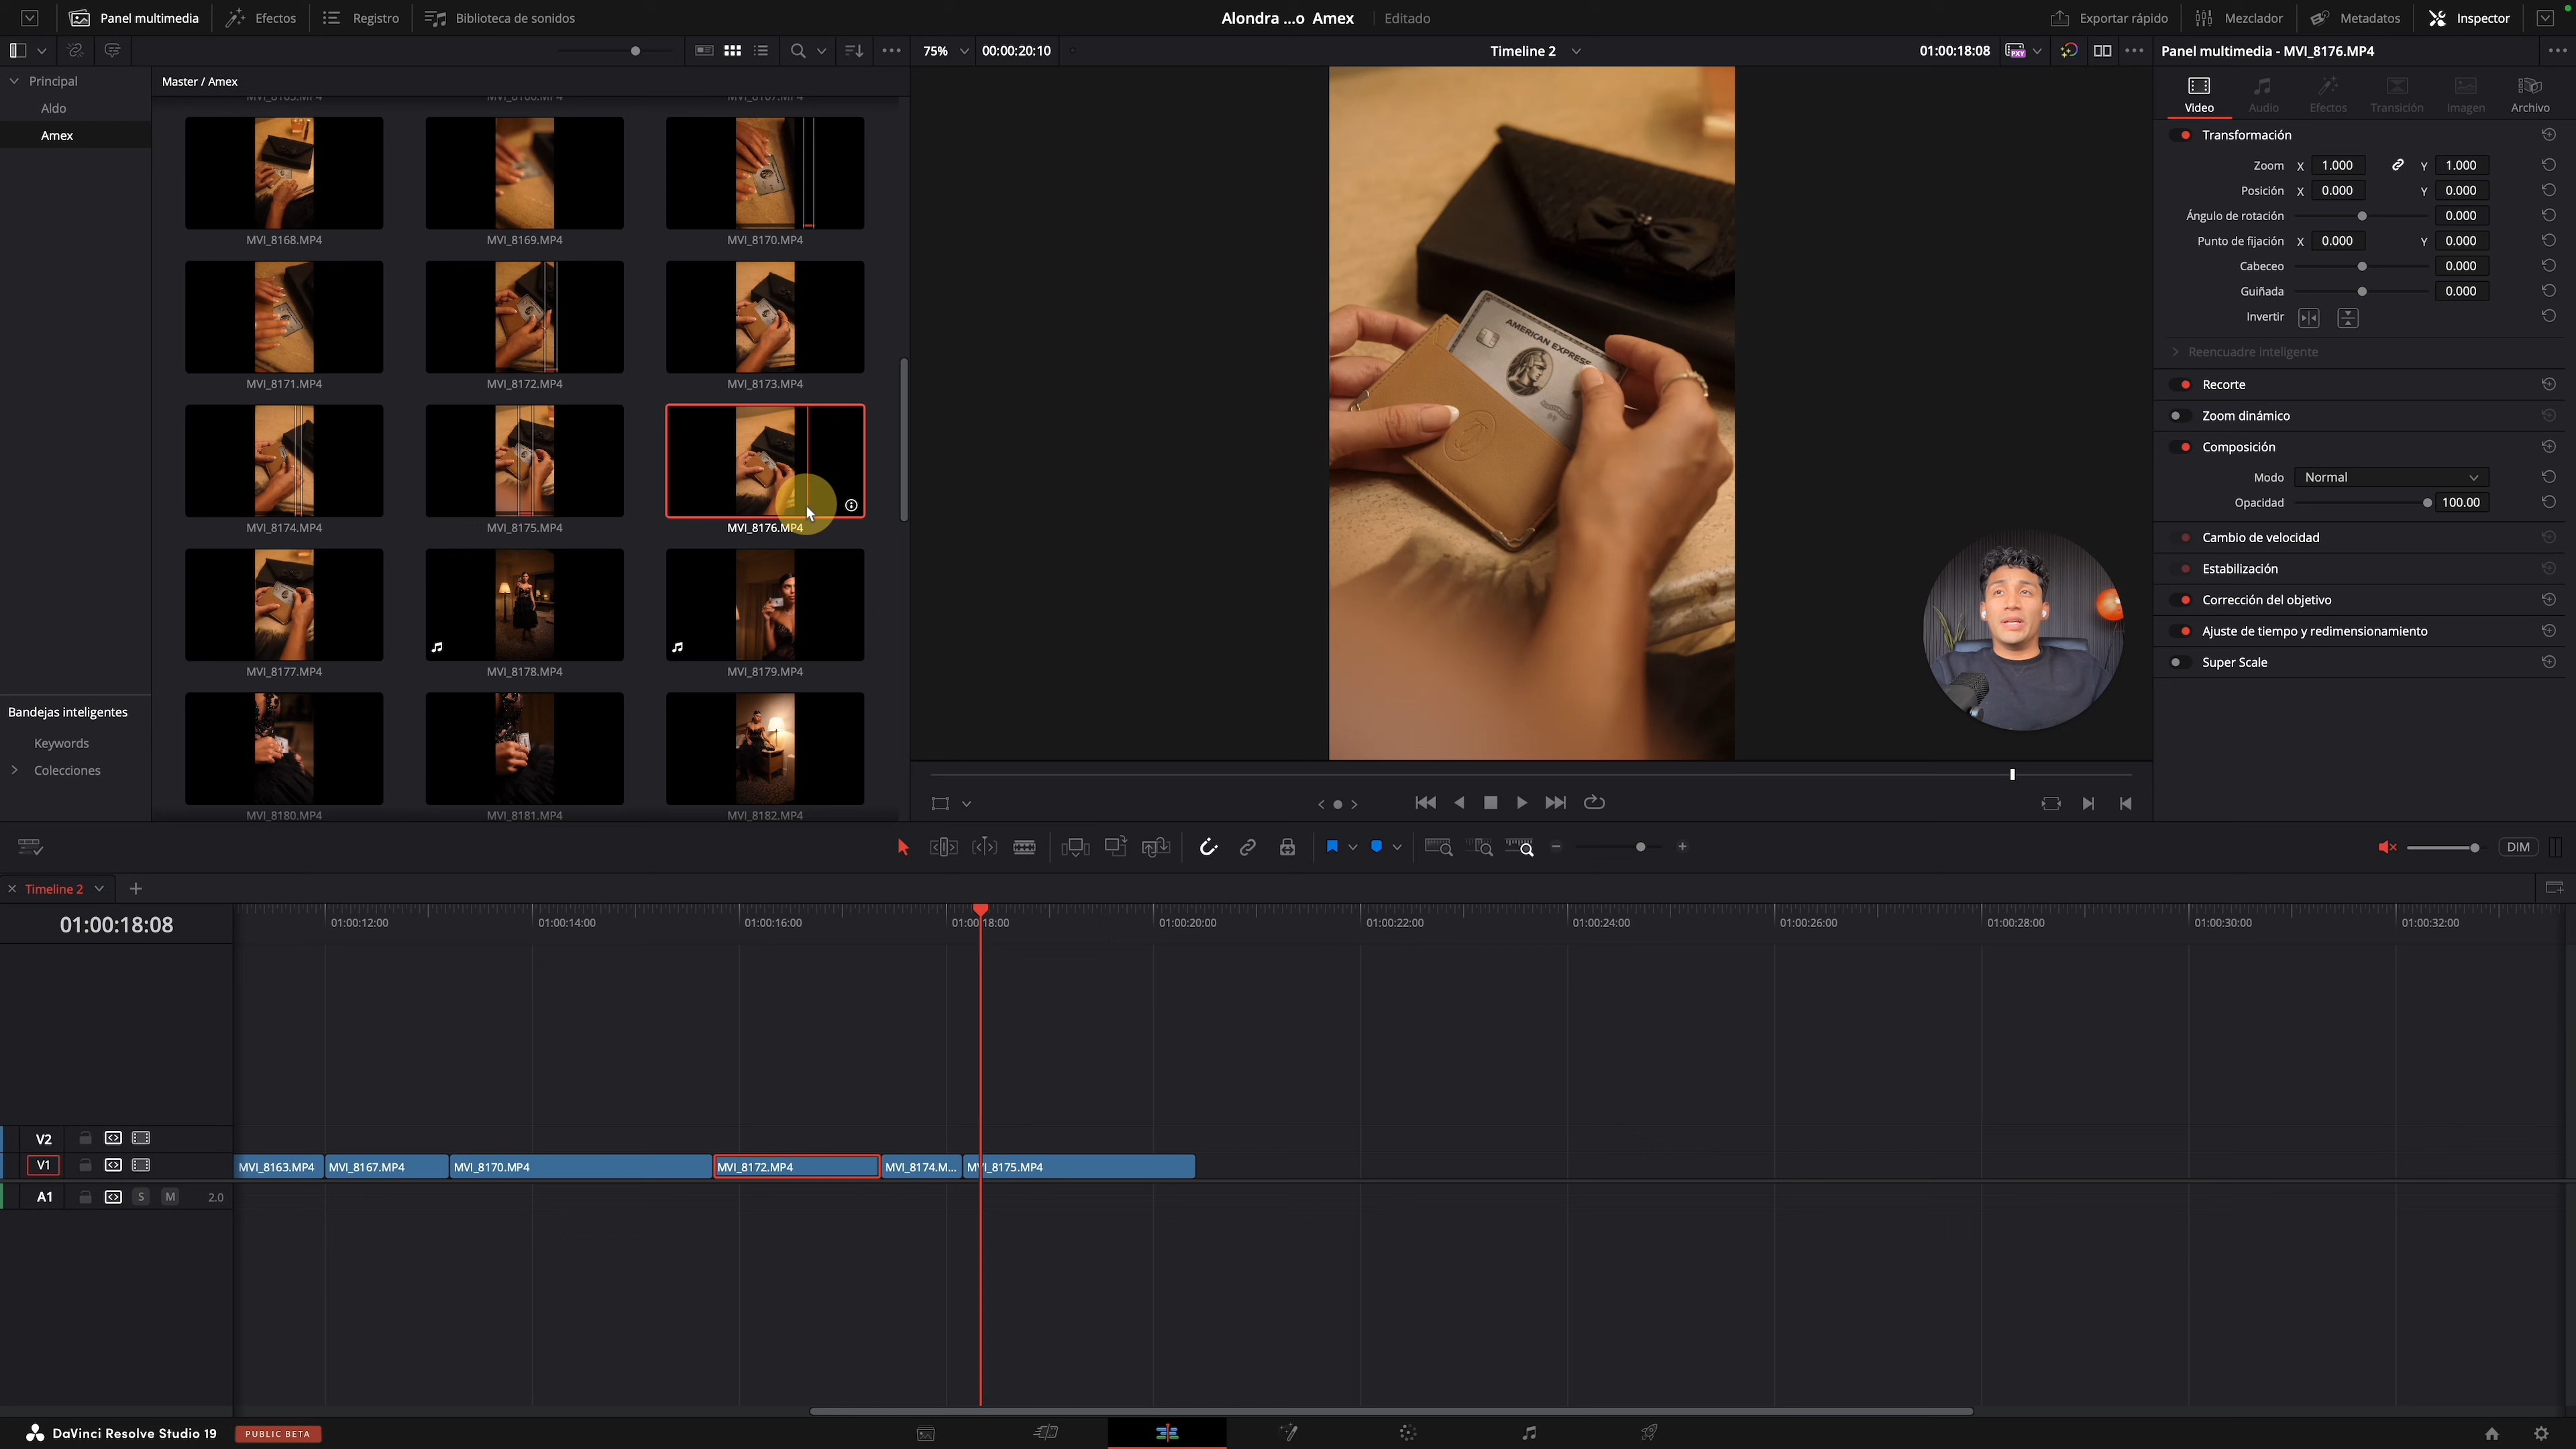 Panel multimedia Efectos Registro Biblioteca de sonidos Alondra ...o Amex Editado Exportar rápido Mezclador Metadatos Inspector
75% 00:00:20:10 Timeline 2 01:00:18:08 PXY Panel multimedia - MVI_8176.MP4
Principal
Aldo
Amex
Master / Amex
MVI_8168.MP4 MVI_8169.MP4 MVI_8170.MP4
MVI_8171.MP4 MVI_8172.MP4 MVI_8173.MP4
MVI_8174.MP4 MVI_8175.MP4 MVI_8176.MP4
MVI_8177.MP4 MVI_8178.MP4 MVI_8179.MP4
MVI_8180.MP4 MVI_8181.MP4 MVI_8182.MP4
Bandejas inteligentes
Keywords
Colecciones
AMERICAN EXPRESS
Video Audio Efectos Transición Imagen Archivo
Transformación
Zoom X 1.000 Y 1.000
Posición X 0.000 Y 0.000
Ángulo de rotación 0.000
Punto de fijación X 0.000 Y 0.000
Cabeceo 0.000
Guiñada 0.000
Invertir
Reencuadre inteligente
Recorte
Zoom dinámico
Composición
Modo Normal
Opacidad 100.00
Cambio de velocidad
Estabilización
Corrección del objetivo
Ajuste de tiempo y redimensionamiento
Super Scale
DIM
Timeline 2
01:00:18:08 01:00:12:00 01:00:14:00 01:00:16:00 01:00:18:00 01:00:20:00 01:00:22:00 01:00:24:00 01:00:26:00 01:00:28:00 01:00:30:00 01:00:32:00
V2
V1 MVI_8163.MP4 MVI_8167.MP4 MVI_8170.MP4 MVI_8172.MP4 MVI_8174.M... MVI_8175.MP4
A1 S M 2.0
DaVinci Resolve Studio 19 PUBLIC BETA